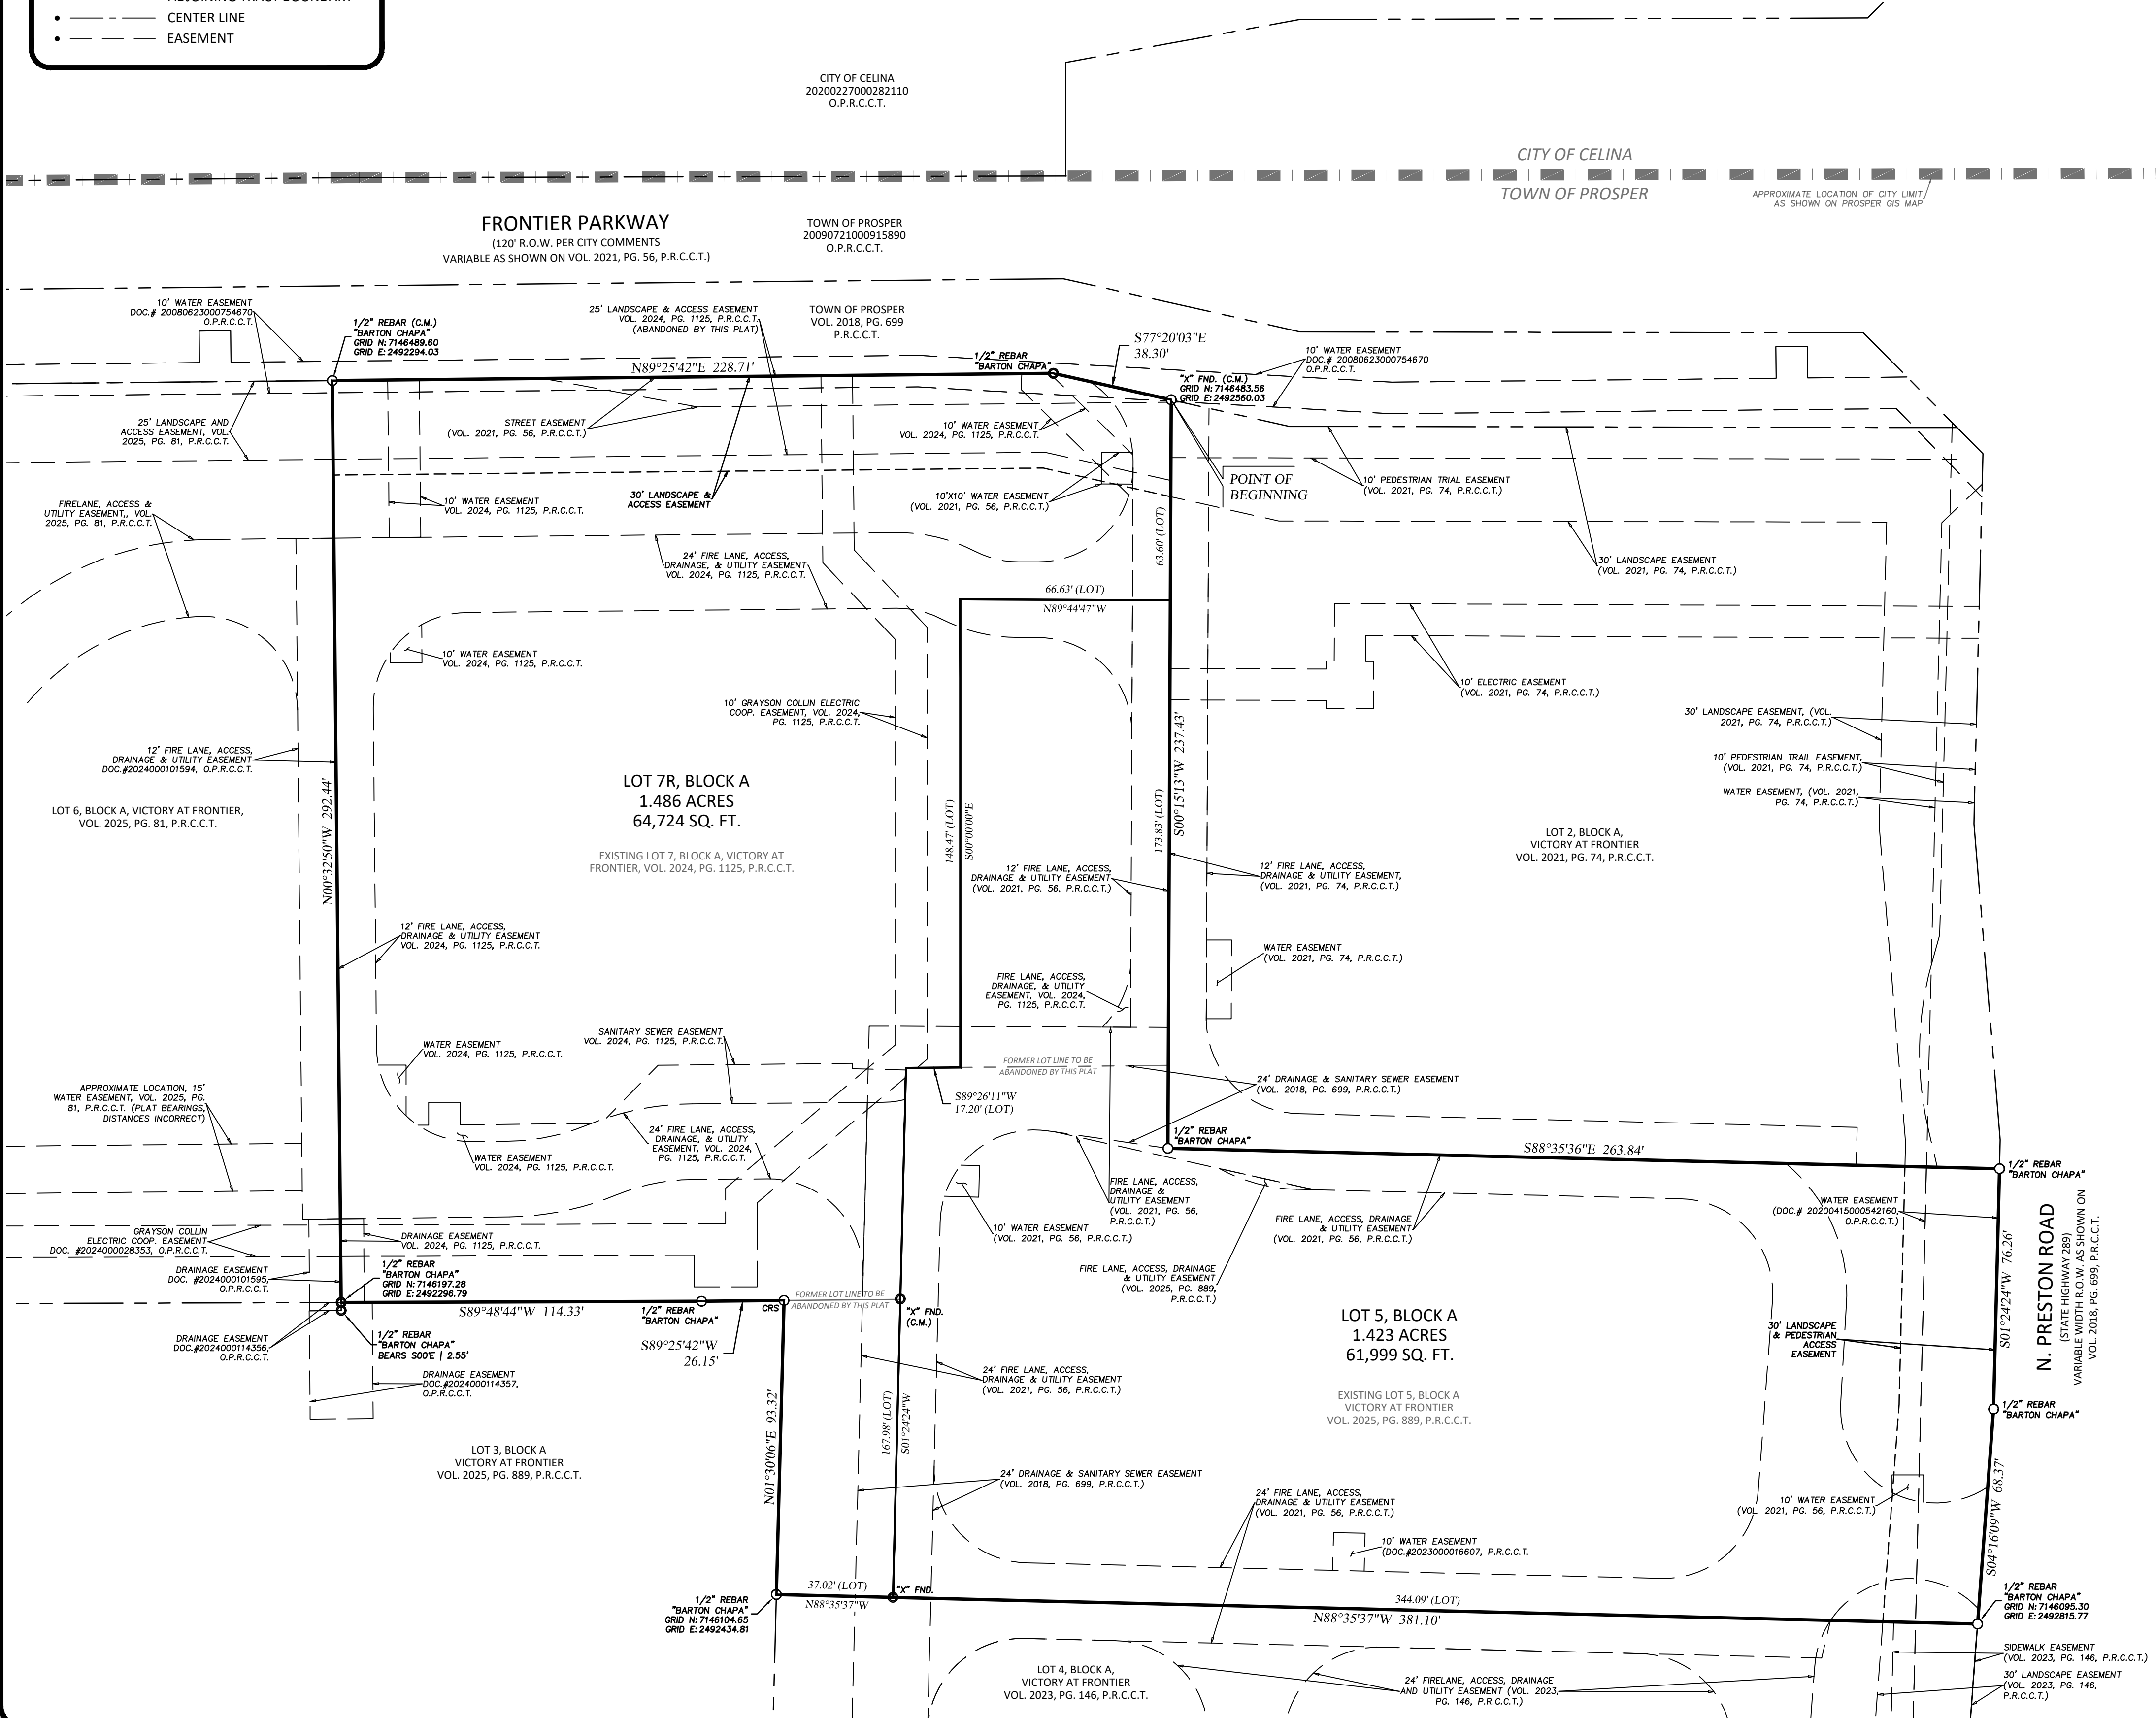 CENTER LINE
EASEMENT
CITY OF CELINA
20200227000282110
O.P.R.C.C.T.
CITY OF CELINA
TOWN OF PROSPER
APPROXIMATE LOCATION OF CITY LIMIT
AS SHOWN ON PROSPER GIS MAP
FRONTIER PARKWAY
(120' R.O.W. PER CITY COMMENTS
VARIABLE AS SHOWN ON VOL. 2021, PG. 56, P.R.C.C.T.)
TOWN OF PROSPER
20090721000915890
O.P.R.C.C.T.
10' WATER EASEMENT
DOC.# 20080623000754670
O.P.R.C.C.T.
1/2" REBAR (C.M.)
"BARTON CHAPA"
GRID N: 7146489.60
GRID E: 2492294.03
25' LANDSCAPE & ACCESS EASEMENT
VOL. 2024, PG. 1125, P.R.C.C.T.
(ABANDONED BY THIS PLAT)
TOWN OF PROSPER
VOL. 2018, PG. 699
P.R.C.C.T.
S77°20'03"E
38.30'
1/2" REBAR
"BARTON CHAPA"
10' WATER EASEMENT
DOC.# 20080623000754670
O.P.R.C.C.T.
N89°25'42"E 228.71'
"X" FND. (C.M.)
GRID N: 7146483.56
GRID E: 2492560.03
25' LANDSCAPE AND
ACCESS EASEMENT, VOL.
2025, PG. 81, P.R.C.C.T.
STREET EASEMENT
(VOL. 2021, PG. 56, P.R.C.C.T.)
10' WATER EASEMENT
VOL. 2024, PG. 1125, P.R.C.C.T.
POINT OF
BEGINNING
10' PEDESTRIAN TRIAL EASEMENT
(VOL. 2021, PG. 74, P.R.C.C.T.)
FIRELANE, ACCESS &
UTILITY EASEMENT,, VOL.
2025, PG. 81, P.R.C.C.T.
10' WATER EASEMENT
VOL. 2024, PG. 1125, P.R.C.C.T.
30' LANDSCAPE &
ACCESS EASEMENT
10'X10' WATER EASEMENT
(VOL. 2021, PG. 56, P.R.C.C.T.)
63.60' (LOT)
24' FIRE LANE, ACCESS,
DRAINAGE, & UTILITY EASEMENT
VOL. 2024, PG. 1125, P.R.C.C.T.
30' LANDSCAPE EASEMENT
(VOL. 2021, PG. 74, P.R.C.C.T.)
66.63' (LOT)
N89°44'47"W
10' WATER EASEMENT
VOL. 2024, PG. 1125, P.R.C.C.T.
10' ELECTRIC EASEMENT
(VOL. 2021, PG. 74, P.R.C.C.T.)
10' GRAYSON COLLIN ELECTRIC
COOP. EASEMENT, VOL. 2024,
PG. 1125, P.R.C.C.T.
30' LANDSCAPE EASEMENT, (VOL.
2021, PG. 74, P.R.C.C.T.)
12' FIRE LANE, ACCESS,
DRAINAGE & UTILITY EASEMENT
DOC.#2024000101594, O.P.R.C.C.T.
10' PEDESTRIAN TRAIL EASEMENT,
(VOL. 2021, PG. 74, P.R.C.C.T.)
WATER EASEMENT, (VOL. 2021,
PG. 74, P.R.C.C.T.)
LOT 6, BLOCK A, VICTORY AT FRONTIER,
VOL. 2025, PG. 81, P.R.C.C.T.
N00°32'50"W 292.44'
LOT 7R, BLOCK A
1.486 ACRES
64,724 SQ. FT.
EXISTING LOT 7, BLOCK A, VICTORY AT
FRONTIER, VOL. 2024, PG. 1125, P.R.C.C.T.
148.47' (LOT)
S00°00'00"E
173.83' (LOT)
S00°15'13"W 237.43'
LOT 2, BLOCK A,
VICTORY AT FRONTIER
VOL. 2021, PG. 74, P.R.C.C.T.
12' FIRE LANE, ACCESS,
DRAINAGE & UTILITY EASEMENT
(VOL. 2021, PG. 56, P.R.C.C.T.)
12' FIRE LANE, ACCESS,
DRAINAGE & UTILITY EASEMENT,
(VOL. 2021, PG. 74, P.R.C.C.T.)
12' FIRE LANE, ACCESS,
DRAINAGE & UTILITY EASEMENT
VOL. 2024, PG. 1125, P.R.C.C.T.
WATER EASEMENT
(VOL. 2021, PG. 74, P.R.C.C.T.)
FIRE LANE, ACCESS,
DRAINAGE, & UTILITY
EASEMENT, VOL. 2024,
PG. 1125, P.R.C.C.T.
SANITARY SEWER EASEMENT
VOL. 2024, PG. 1125, P.R.C.C.T.
WATER EASEMENT
VOL. 2024, PG. 1125, P.R.C.C.T.
FORMER LOT LINE TO BE
ABANDONED BY THIS PLAT
APPROXIMATE LOCATION, 15'
WATER EASEMENT, VOL. 2025, PG.
81, P.R.C.C.T. (PLAT BEARINGS,
DISTANCES INCORRECT)
S89°26'11"W
17.20' (LOT)
24' DRAINAGE & SANITARY SEWER EASEMENT
(VOL. 2018, PG. 699, P.R.C.C.T.)
24' FIRE LANE, ACCESS,
DRAINAGE, & UTILITY
EASEMENT, VOL. 2024,
PG. 1125, P.R.C.C.T.
WATER EASEMENT
VOL. 2024, PG. 1125, P.R.C.C.T.
1/2" REBAR
"BARTON CHAPA"
S88°35'36"E 263.84'
1/2" REBAR
"BARTON CHAPA"
FIRE LANE, ACCESS,
DRAINAGE &
UTILITY EASEMENT
(VOL. 2021, PG. 56,
P.R.C.C.T.)
WATER EASEMENT
(DOC.# 20200415000542160,
O.P.R.C.C.T.)
GRAYSON COLLIN
ELECTRIC COOP. EASEMENT
DOC. #2024000028353, O.P.R.C.C.T.
DRAINAGE EASEMENT
VOL. 2024, PG. 1125, P.R.C.C.T.
10' WATER EASEMENT
(VOL. 2021, PG. 56, P.R.C.C.T.)
FIRE LANE, ACCESS, DRAINAGE
& UTILITY EASEMENT
(VOL. 2021, PG. 56, P.R.C.C.T.)
S01°24'24"W 76.26'
N. PRESTON ROAD
(STATE HIGHWAY 289)
VARIABLE WIDTH R.O.W. AS SHOWN ON
VOL. 2018, PG. 699, P.R.C.C.T.
DRAINAGE EASEMENT
DOC. #2024000101595,
O.P.R.C.C.T.
1/2" REBAR
"BARTON CHAPA"
GRID N: 7146197.28
GRID E: 2492296.79
FIRE LANE, ACCESS, DRAINAGE
& UTILITY EASEMENT
(VOL. 2025, PG. 889,
P.R.C.C.T.)
S89°48'44"W 114.33'
1/2" REBAR
"BARTON CHAPA"
CRS
FORMER LOT LINE TO BE
ABANDONED BY THIS PLAT
"X" FND.
(C.M.)
LOT 5, BLOCK A
1.423 ACRES
61,999 SQ. FT.
30' LANDSCAPE
& PEDESTRIAN
ACCESS
EASEMENT
DRAINAGE EASEMENT
DOC.#2024000114356,
O.P.R.C.C.T.
1/2" REBAR
"BARTON CHAPA"
BEARS S00°E | 2.55'
S89°25'42"W
26.15'
DRAINAGE EASEMENT
DOC.#2024000114357,
O.P.R.C.C.T.
24' FIRE LANE, ACCESS,
DRAINAGE & UTILITY EASEMENT
(VOL. 2021, PG. 56, P.R.C.C.T.)
EXISTING LOT 5, BLOCK A
VICTORY AT FRONTIER
VOL. 2025, PG. 889, P.R.C.C.T.
1/2" REBAR
"BARTON CHAPA"
N01°30'06"E 93.32'
167.98' (LOT)
S01°24'24"W
LOT 3, BLOCK A
VICTORY AT FRONTIER
VOL. 2025, PG. 889, P.R.C.C.T.
24' DRAINAGE & SANITARY SEWER EASEMENT
(VOL. 2018, PG. 699, P.R.C.C.T.)
24' FIRE LANE, ACCESS,
DRAINAGE & UTILITY EASEMENT
(VOL. 2021, PG. 56, P.R.C.C.T.)
10' WATER EASEMENT
(VOL. 2021, PG. 56, P.R.C.C.T.)
S04°16'09"W 68.37'
10' WATER EASEMENT
(DOC.#2023000016607, P.R.C.C.T.
1/2" REBAR
"BARTON CHAPA"
GRID N: 7146104.65
GRID E: 2492434.81
37.02' (LOT)
N88°35'37"W
"X" FND.
344.09' (LOT)
N88°35'37"W 381.10'
1/2" REBAR
"BARTON CHAPA"
GRID N: 7146095.30
GRID E: 2492815.77
LOT 4, BLOCK A,
VICTORY AT FRONTIER
VOL. 2023, PG. 146, P.R.C.C.T.
24' FIRELANE, ACCESS, DRAINAGE
AND UTILITY EASEMENT (VOL. 2023,
PG. 146, P.R.C.C.T.)
SIDEWALK EASEMENT
(VOL. 2023, PG. 146, P.R.C.C.T.)
30' LANDSCAPE EASEMENT
(VOL. 2023, PG. 146,
P.R.C.C.T.)